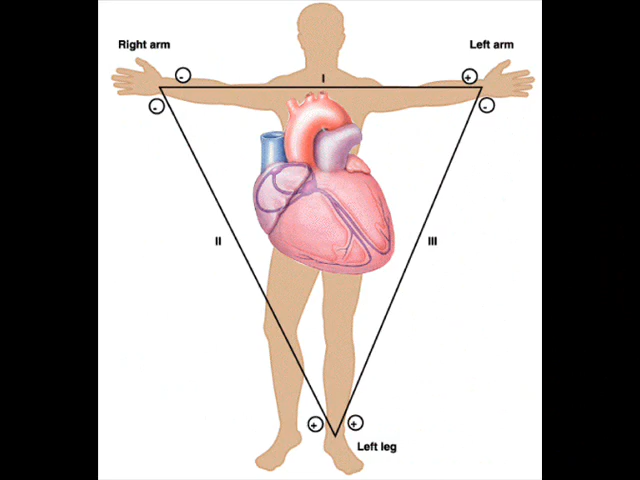 Right arm
Left arm
-
I
+
-
-
II
III
+
+
Left leg